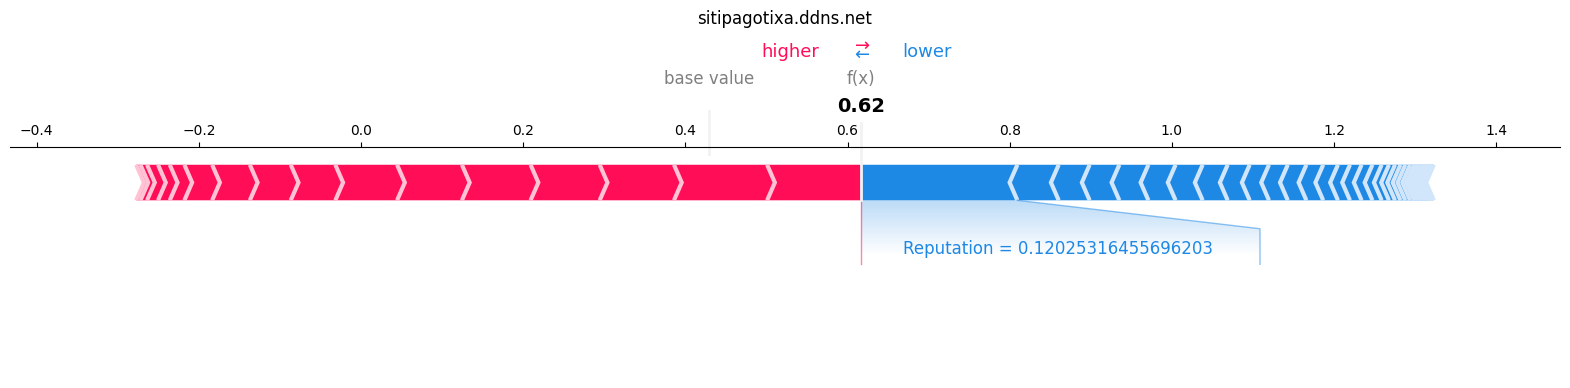 sitipagotixa.ddns.net
higher ⇄ lower
base value f(x)
0.62
−0.4 −0.2 0.0 0.2 0.4 0.6 0.8 1.0 1.2 1.4
Reputation = 0.12025316455696203